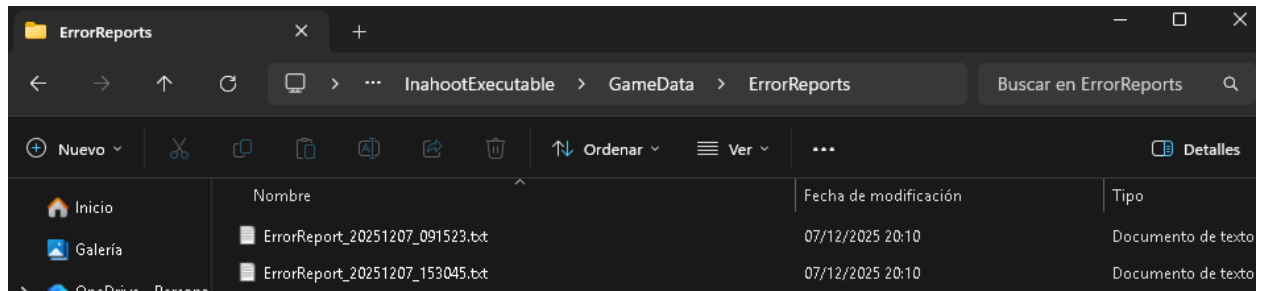 ErrorReports
InahootExecutable > GameData > ErrorReports Buscar en ErrorReports
Nuevo Ordenar Ver Detalles
Inicio
Galería
Nombre Fecha de modificación Tipo
ErrorReport_20251207_091523.txt 07/12/2025 20:10 Documento de texto
ErrorReport_20251207_153045.txt 07/12/2025 20:10 Documento de texto